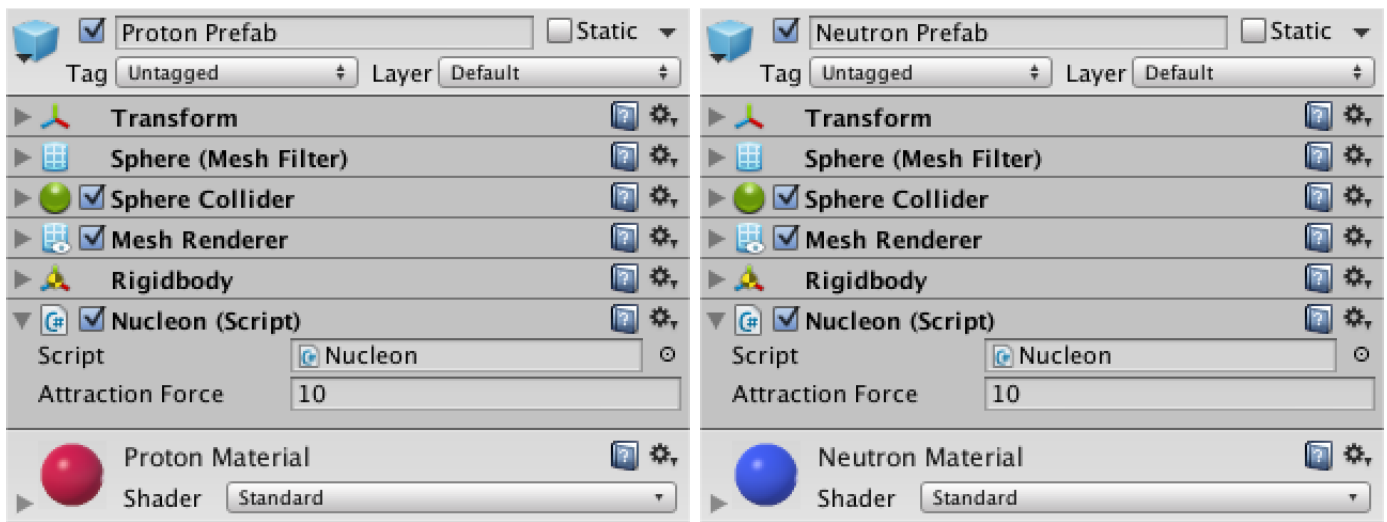 Proton Prefab
Static
Tag Untagged Layer Default
Transform
Sphere (Mesh Filter)
Sphere Collider
Mesh Renderer
Rigidbody
Nucleon (Script)
Script Nucleon
Attraction Force 10
Proton Material
Shader Standard
Neutron Prefab
Static
Tag Untagged Layer Default
Transform
Sphere (Mesh Filter)
Sphere Collider
Mesh Renderer
Rigidbody
Nucleon (Script)
Script Nucleon
Attraction Force 10
Neutron Material
Shader Standard